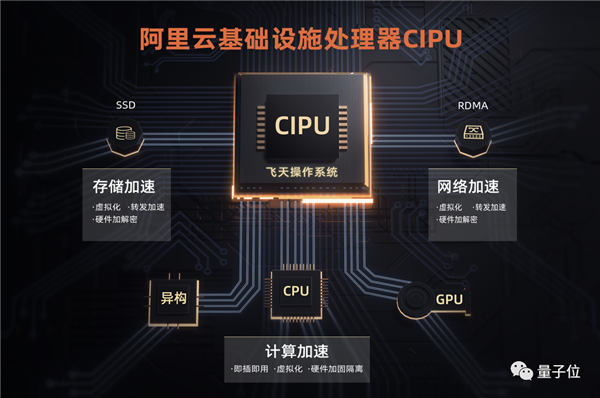 阿里云基础设施处理器CIPU
SSD
RDMA
CIPU
飞天操作系统
存储加速
·虚拟化 ·转发加速
·硬件加解密
网络加速
·虚拟化 ·转发加速
·硬件加解密
异构
CPU
GPU
计算加速
·即插即用 ·虚拟化 ·硬件加固隔离
量子位